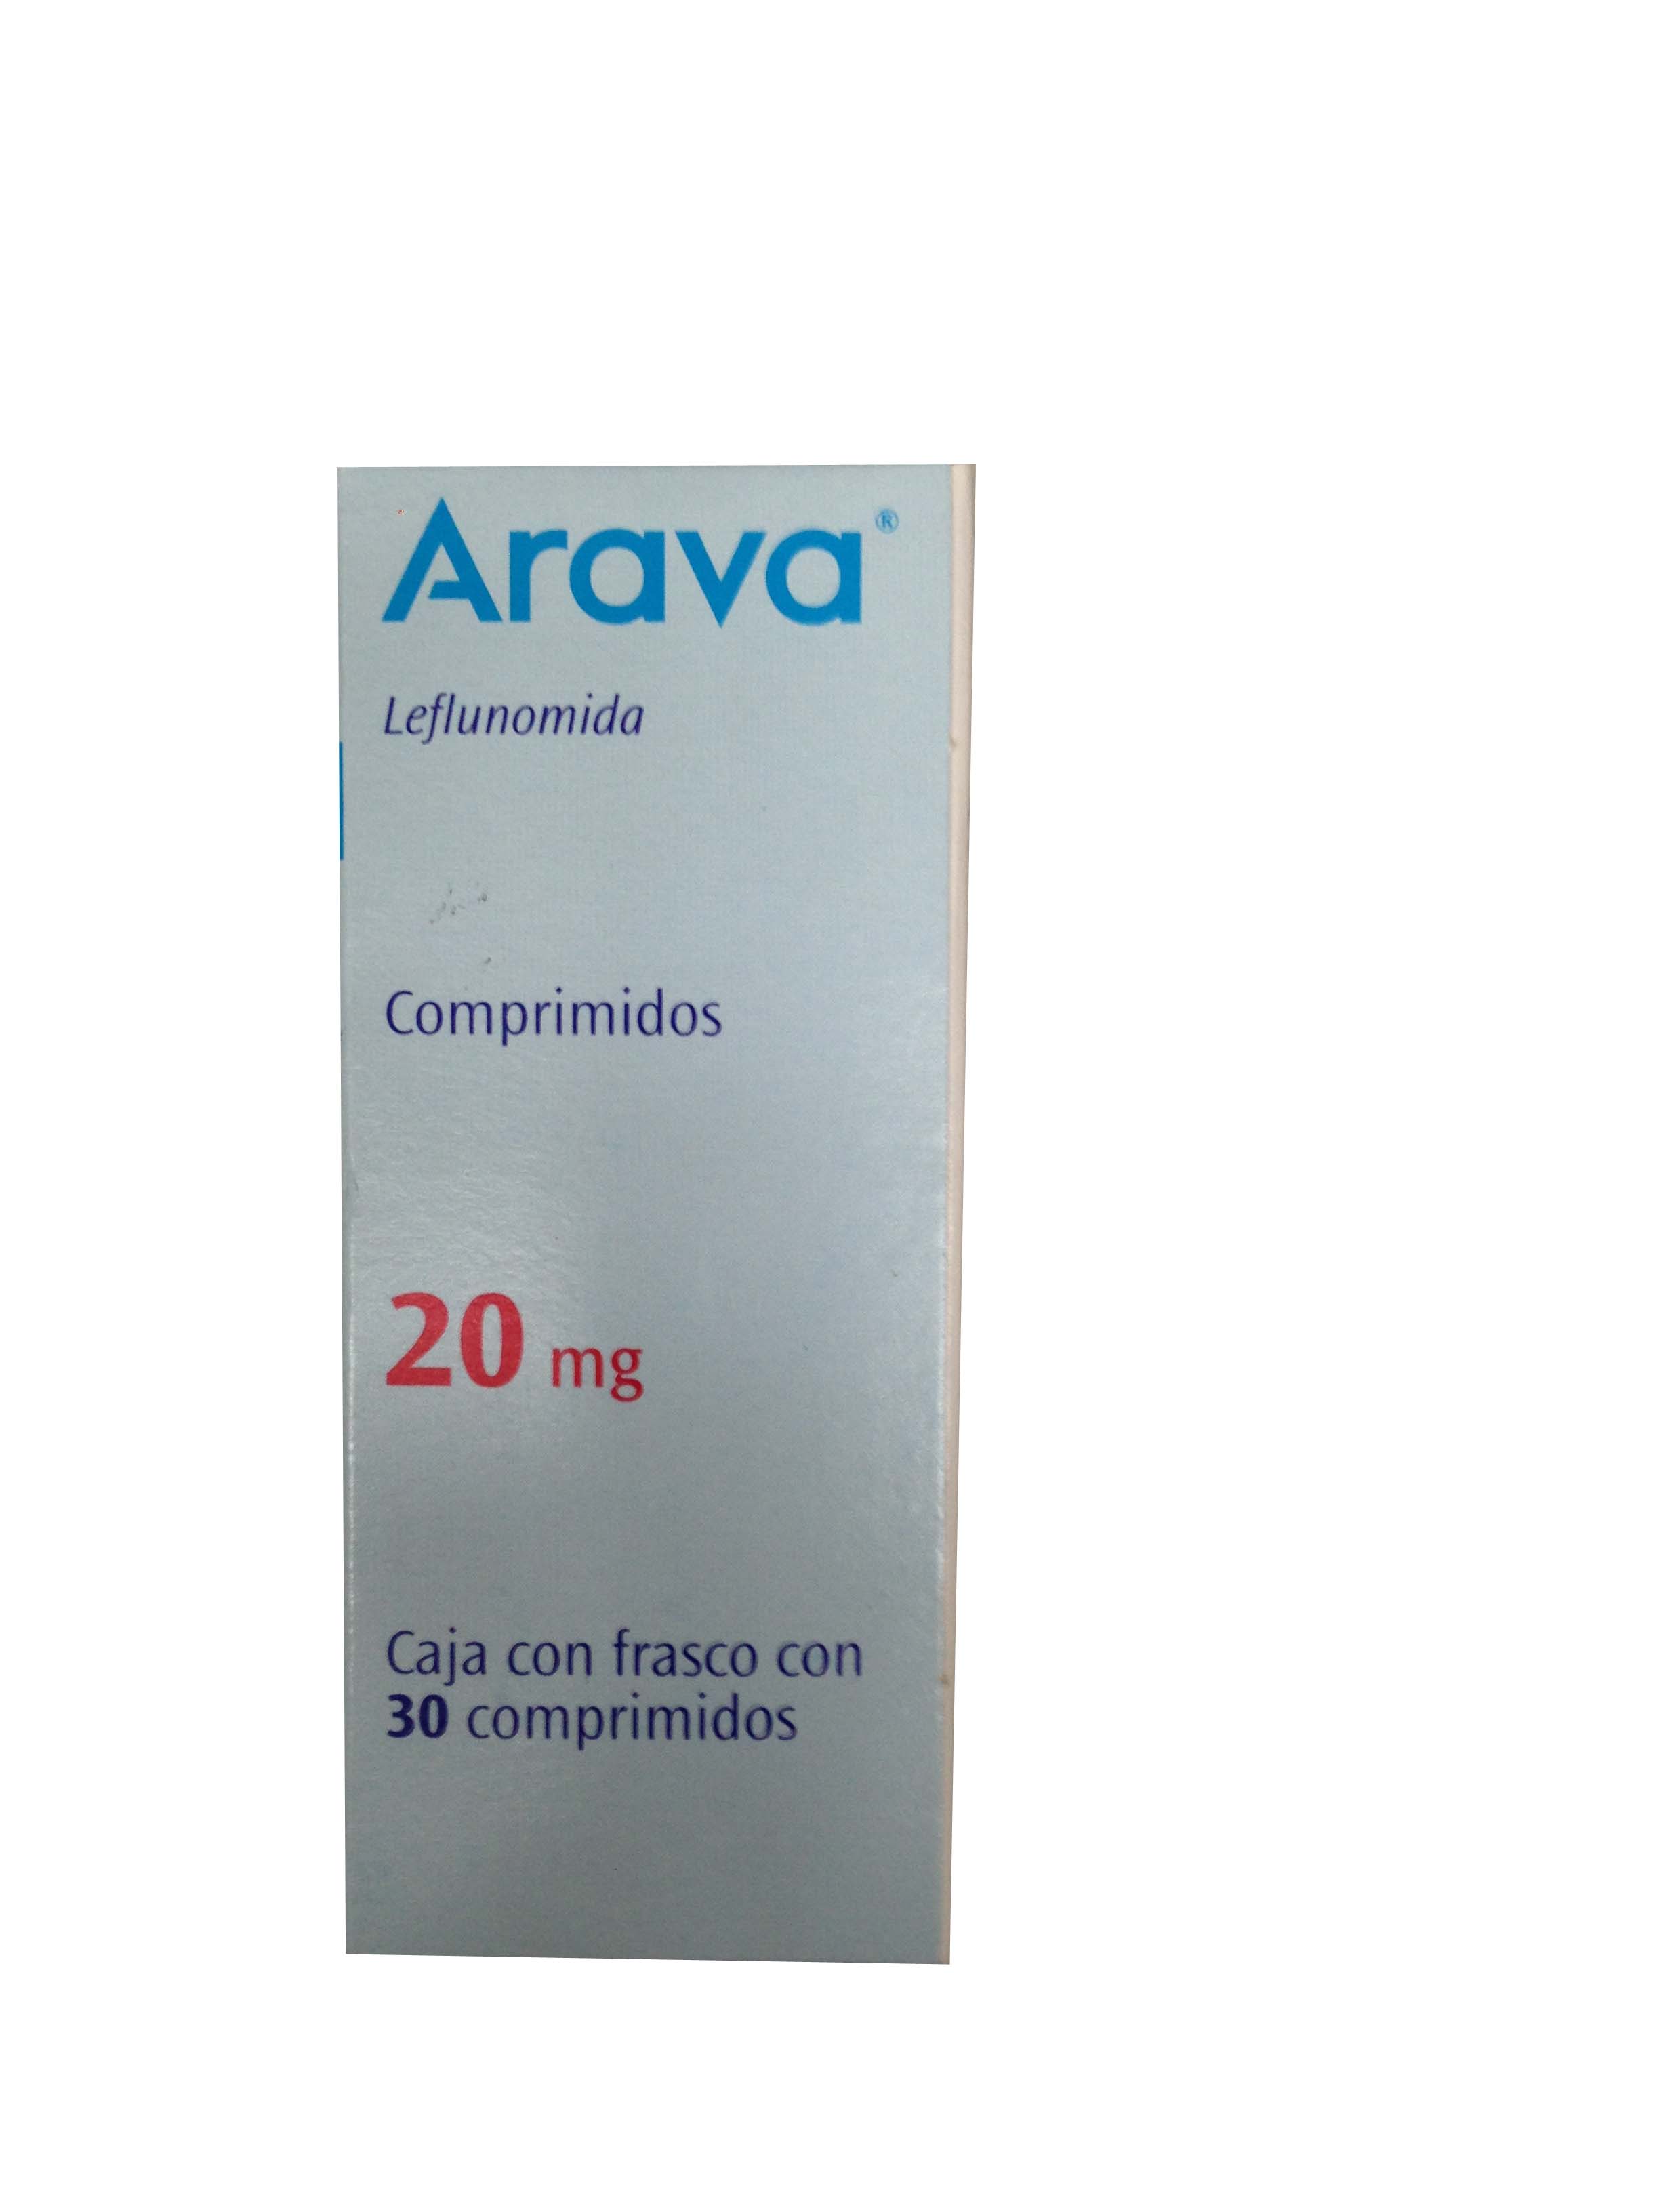 Arava®
Leflunomida
Comprimidos
20 mg
Caja con frasco con
30 comprimidos